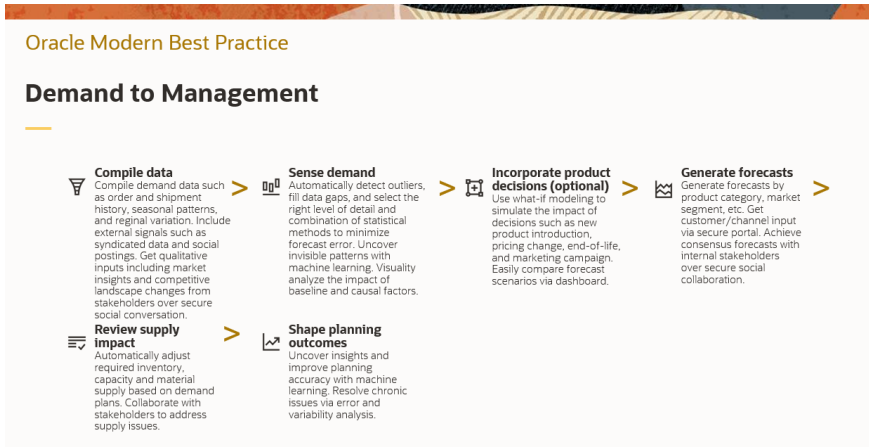 Oracle Modern Best Practice
Demand to Management
Compile data
Compile demand data such
as order and shipment
history, seasonal patterns,
and reginal variation. Include
external signals such as
syndicated data and social
postings. Get qualitative
inputs including market
insights and competitive
landscape changes from
stakeholders over secure
social conversation.
>
Sense demand
Automatically detect outliers,
fill data gaps, and select the
right level of detail and
combination of statistical
methods to minimize
forecast error. Uncover
invisible patterns with
machine learning. Visuality
analyze the impact of
baseline and causal factors.
>
Incorporate product
decisions (optional)
Use what-if modeling to
simulate the impact of
decisions such as new
product introduction,
pricing change, end-of-life,
and marketing campaign.
Easily compare forecast
scenarios via dashboard.
>
Generate forecasts
Generate forecasts by
product category, market
segment, etc. Get
customer/channel input
via secure portal. Achieve
consensus forecasts with
internal stakeholders
over secure social
collaboration.
>
Review supply
impact
Automatically adjust
required inventory,
capacity and material
supply based on demand
plans. Collaborate with
stakeholders to address
supply issues.
>
Shape planning
outcomes
Uncover insights and
improve planning
accuracy with machine
learning. Resolve chronic
issues via error and
variability analysis.